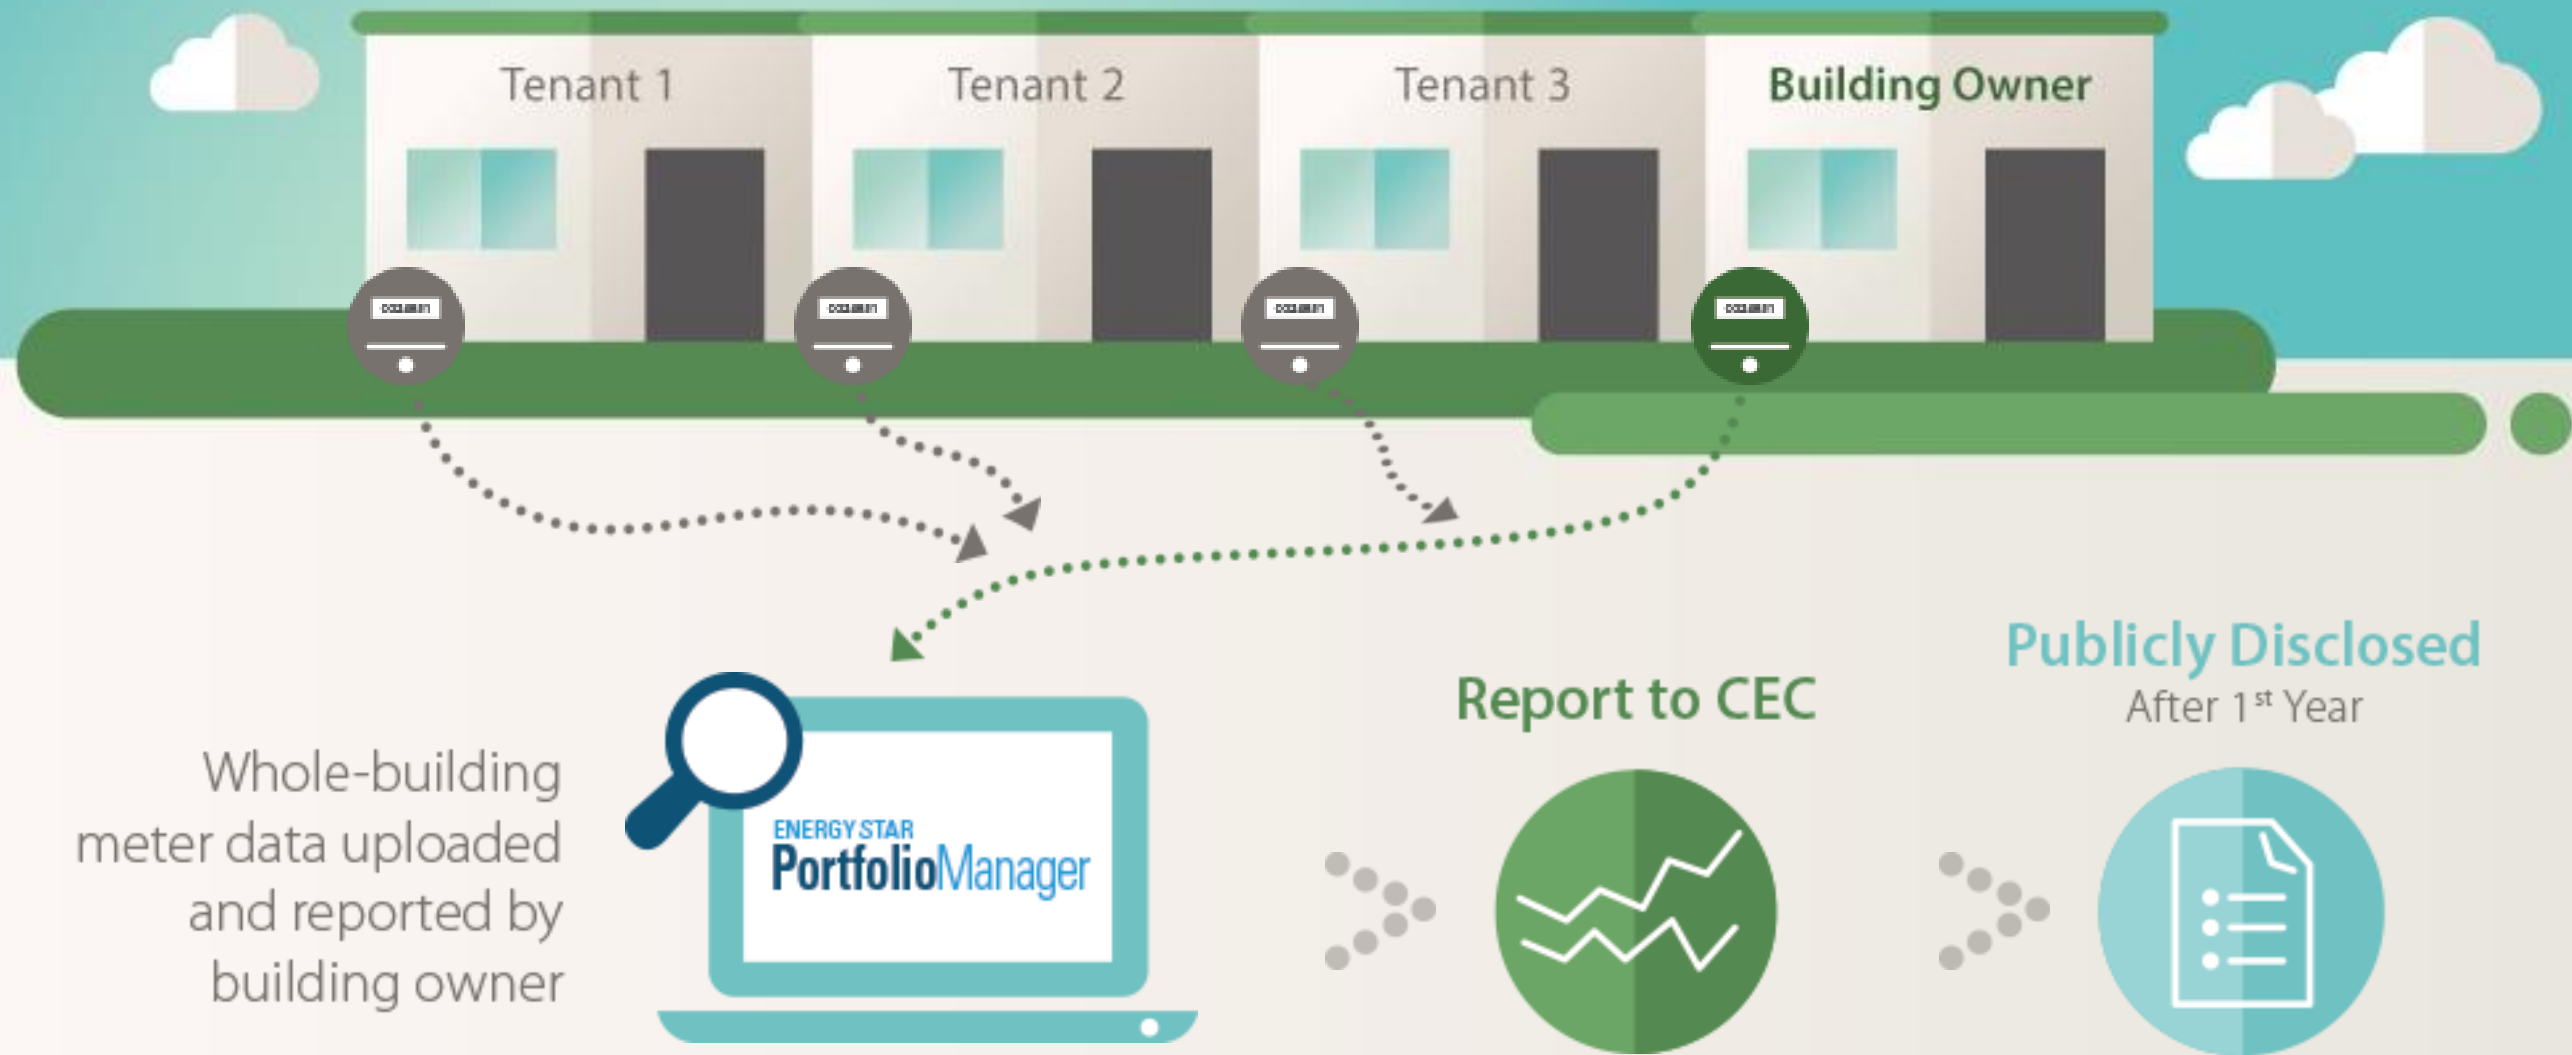 Tenant 1
Tenant 2
Tenant 3
Building Owner
Whole-building
meter data uploaded
and reported by
building owner
ENERGY STAR
PortfolioManager
Report to CEC
Publicly Disclosed
After 1st Year